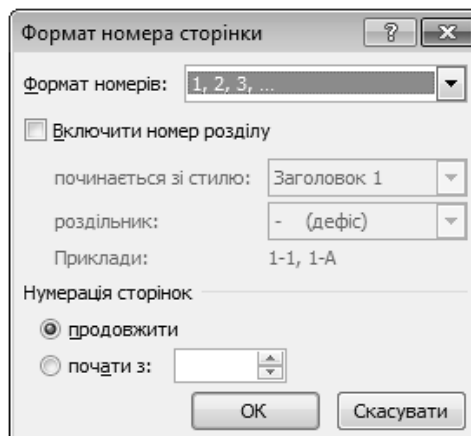 Формат номера сторінки
Формат номерів: 1, 2, 3, ...
Включити номер розділу
починається зі стилю: Заголовок 1
роздільник: - (дефіс)
Приклади: 1-1, 1-A
Нумерація сторінок
продовжити
почати з:
ОК Скасувати